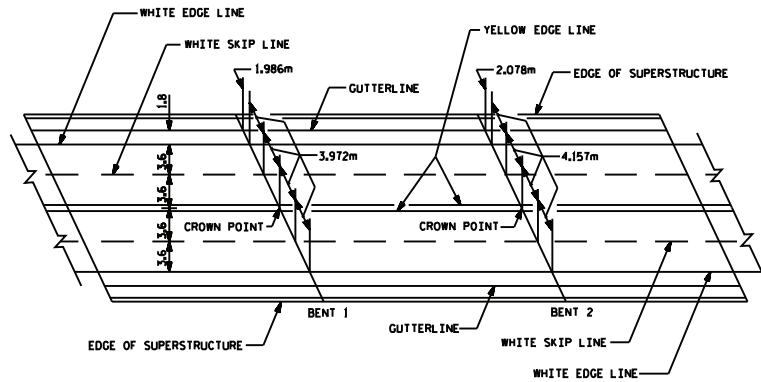 WHITE EDGE LINE
WHITE SKIP LINE
YELLOW EDGE LINE
1.986m
2.078m
EDGE OF SUPERSTRUCTURE
GUTTERLINE
1.8
3.6
3.972m
4.157m
3.6
CROWN POINT
CROWN POINT
3.6
3.6
BENT 1
BENT 2
GUTTERLINE
EDGE OF SUPERSTRUCTURE
WHITE SKIP LINE
WHITE EDGE LINE